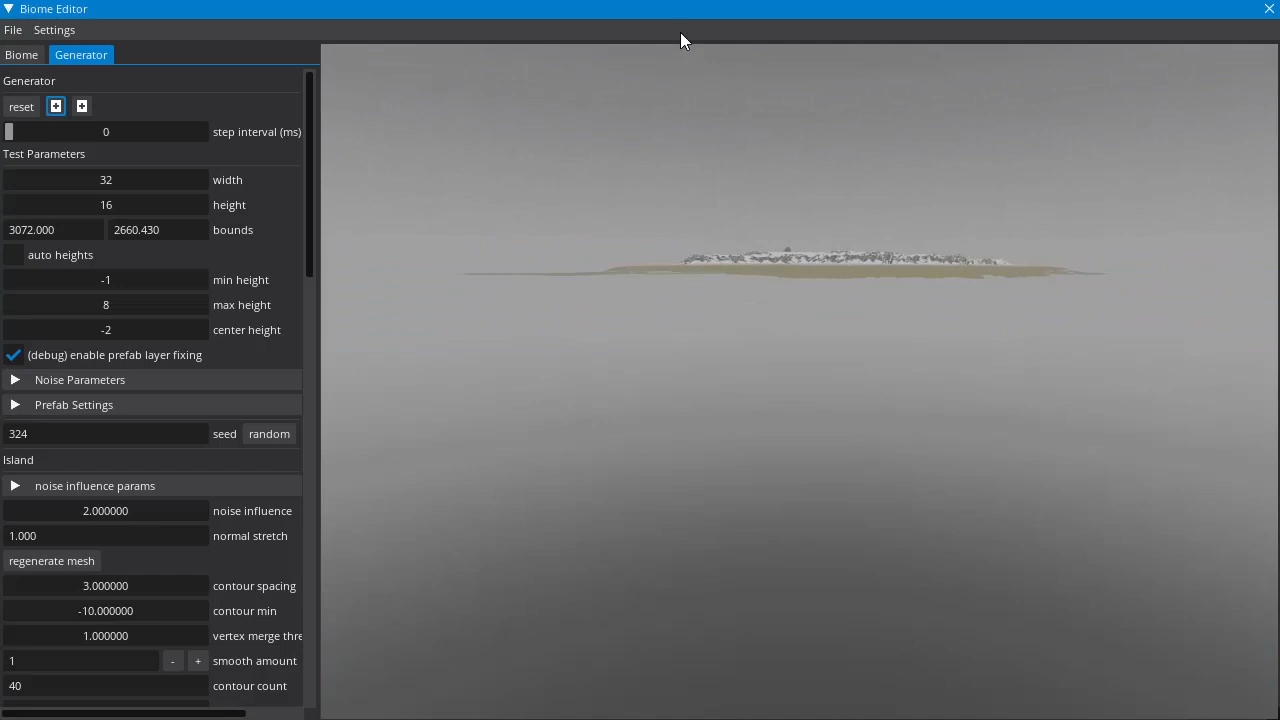 Biome Editor
File Settings
Biome Generator
Generator
reset
0 step interval (ms)
Test Parameters
32 width
16 height
3072.000 2660.430 bounds
auto heights
-1 min height
8 max height
-2 center height
(debug) enable prefab layer fixing
Noise Parameters
Prefab Settings
324 seed random
Island
noise influence params
2.000000 noise influence
1.000 normal stretch
regenerate mesh
3.000000 contour spacing
-10.000000 contour min
1.000000 vertex merge thre
1 - + smooth amount
40 contour count